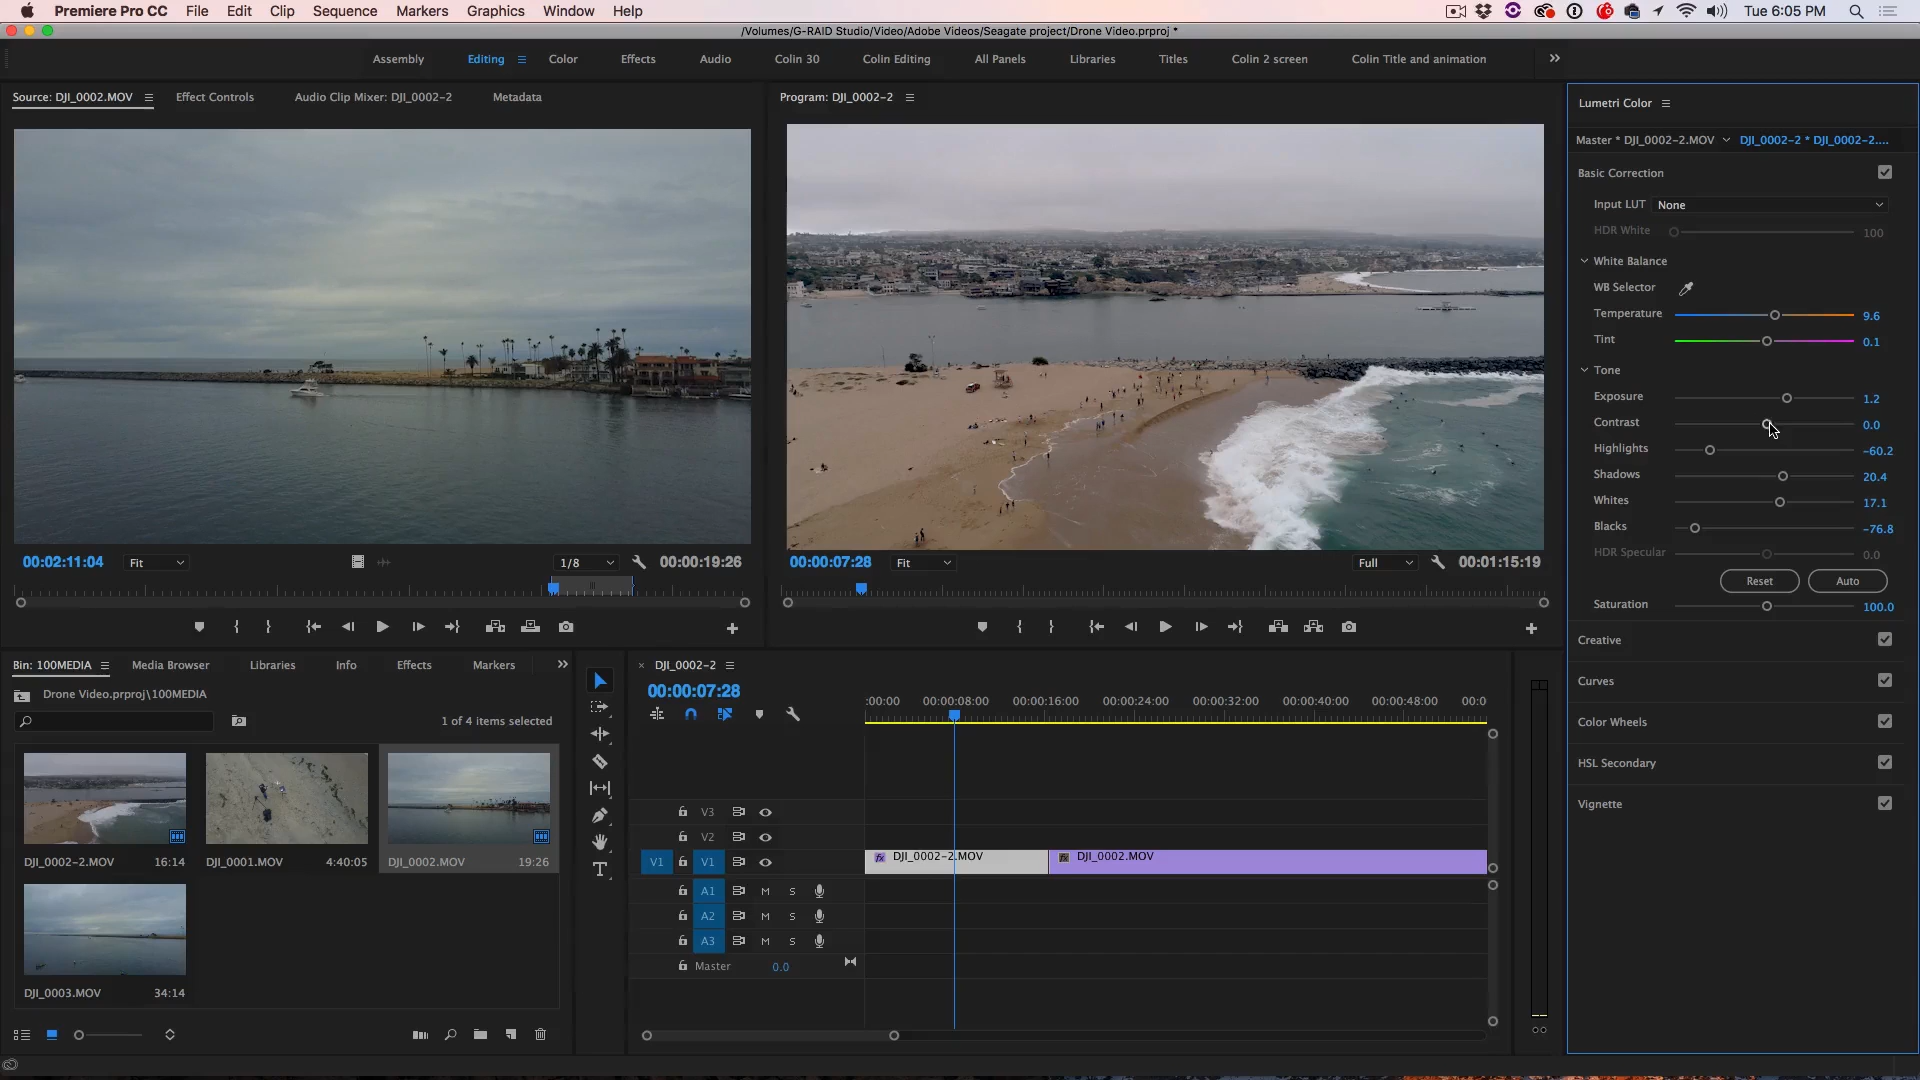 Premiere Pro CC File Edit Clip Sequence Markers Graphics Window Help Tue 6:05 PM
/Volumes/G-RAID Studio/Video/Adobe Videos/Seagate project/Drone Video.prproj *
Assembly Editing Color Effects Audio Colin 30 Colin Editing All Panels Libraries Titles Colin 2 screen Colin Title and animation
Source: DJI_0002.MOV Effect Controls Audio Clip Mixer: DJI_0002-2 Metadata
Program: DJI_0002-2
Lumetri Color
Master * DJI_0002-2.MOV DJI_0002-2 * DJI_0002-2....
Basic Correction
Input LUT None
HDR White 100
White Balance
WB Selector
Temperature 9.6
Tint 0.1
Tone
Exposure 1.2
Contrast 0.0
Highlights -60.2
Shadows 20.4
Whites 17.1
Blacks -76.8
HDR Specular 0.0
Reset Auto
Saturation 100.0
Creative
Curves
Color Wheels
HSL Secondary
Vignette
00:02:11:04 Fit 1/8 00:00:19:26
00:00:07:28 Fit Full 00:01:15:19
Bin: 100MEDIA Media Browser Libraries Info Effects Markers
Drone Video.prproj\100MEDIA
1 of 4 items selected
DJI_0002-2.MOV 16:14
DJI_0001.MOV 4:40:05
DJI_0002.MOV 19:26
DJI_0003.MOV 34:14
DJI_0002-2
00:00:07:28
:00:00 00:00:08:00 00:00:16:00 00:00:24:00 00:00:32:00 00:00:40:00 00:00:48:00 00:0
V3
V2
V1 V1 DJI_0002-2.MOV DJI_0002.MOV
A1 M S
A2 M S
A3 M S
Master 0.0